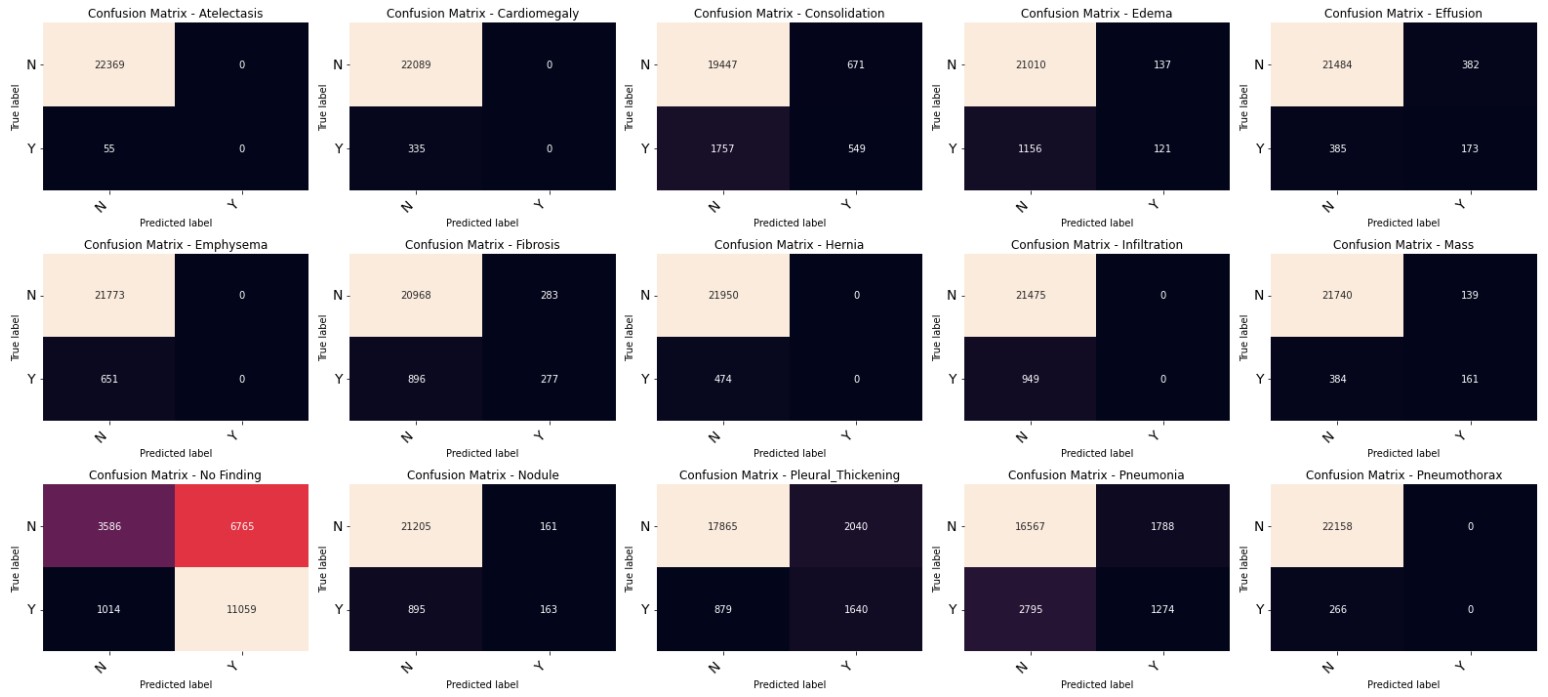 Confusion Matrix - Atelectasis
True label
N
22369
0
Y
55
0
N
Y
Predicted label
Confusion Matrix - Cardiomegaly
True label
N
22089
0
Y
335
0
N
Y
Predicted label
Confusion Matrix - Consolidation
True label
N
19447
671
Y
1757
549
N
Y
Predicted label
Confusion Matrix - Edema
True label
N
21010
137
Y
1156
121
N
Y
Predicted label
Confusion Matrix - Effusion
True label
N
21484
382
Y
385
173
N
Y
Predicted label
Confusion Matrix - Emphysema
True label
N
21773
0
Y
651
0
N
Y
Predicted label
Confusion Matrix - Fibrosis
True label
N
20968
283
Y
896
277
N
Y
Predicted label
Confusion Matrix - Hernia
True label
N
21950
0
Y
474
0
N
Y
Predicted label
Confusion Matrix - Infiltration
True label
N
21475
0
Y
949
0
N
Y
Predicted label
Confusion Matrix - Mass
True label
N
21740
139
Y
384
161
N
Y
Predicted label
Confusion Matrix - No Finding
True label
N
3586
6765
Y
1014
11059
N
Y
Predicted label
Confusion Matrix - Nodule
True label
N
21205
161
Y
895
163
N
Y
Predicted label
Confusion Matrix - Pleural_Thickening
True label
N
17865
2040
Y
879
1640
N
Y
Predicted label
Confusion Matrix - Pneumonia
True label
N
16567
1788
Y
2795
1274
N
Y
Predicted label
Confusion Matrix - Pneumothorax
True label
N
22158
0
Y
266
0
N
Y
Predicted label